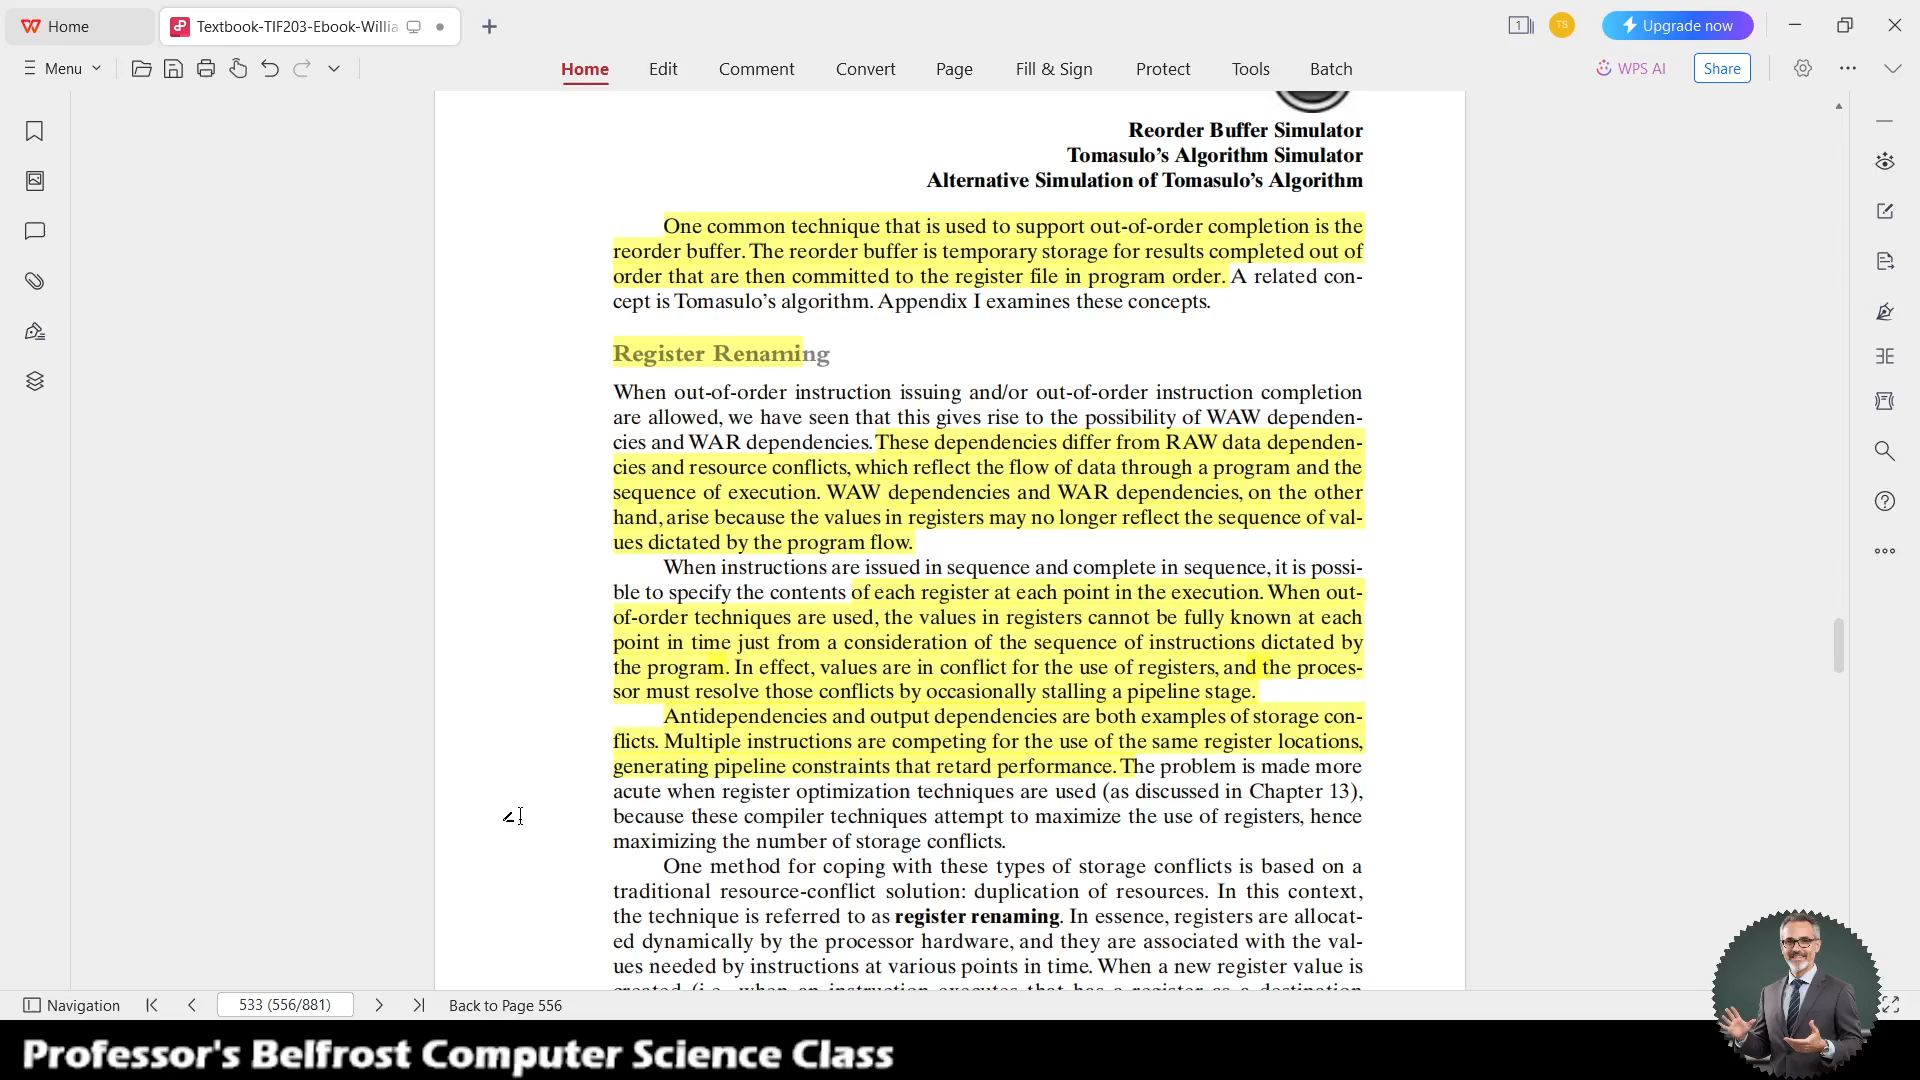 Home
Textbook-TIF203-Ebook-Willia
1
TS
Upgrade now
Menu
Home
Edit
Comment
Convert
Page
Fill & Sign
Protect
Tools
Batch
WPS AI
Share
Reorder Buffer Simulator
Tomasulo’s Algorithm Simulator
Alternative Simulation of Tomasulo’s Algorithm
One common technique that is used to support out-of-order completion is the
reorder buffer. The reorder buffer is temporary storage for results completed out of
order that are then committed to the register file in program order. A related con-
cept is Tomasulo’s algorithm. Appendix I examines these concepts.
Register Renaming
When out-of-order instruction issuing and/or out-of-order instruction completion
are allowed, we have seen that this gives rise to the possibility of WAW dependen-
cies and WAR dependencies. These dependencies differ from RAW data dependen-
cies and resource conflicts, which reflect the flow of data through a program and the
sequence of execution. WAW dependencies and WAR dependencies, on the other
hand, arise because the values in registers may no longer reflect the sequence of val-
ues dictated by the program flow.
When instructions are issued in sequence and complete in sequence, it is possi-
ble to specify the contents of each register at each point in the execution. When out-
of-order techniques are used, the values in registers cannot be fully known at each
point in time just from a consideration of the sequence of instructions dictated by
the program. In effect, values are in conflict for the use of registers, and the proces-
sor must resolve those conflicts by occasionally stalling a pipeline stage.
Antidependencies and output dependencies are both examples of storage con-
flicts. Multiple instructions are competing for the use of the same register locations,
generating pipeline constraints that retard performance. The problem is made more
acute when register optimization techniques are used (as discussed in Chapter 13),
because these compiler techniques attempt to maximize the use of registers, hence
maximizing the number of storage conflicts.
One method for coping with these types of storage conflicts is based on a
traditional resource-conflict solution: duplication of resources. In this context,
the technique is referred to as register renaming. In essence, registers are allocat-
ed dynamically by the processor hardware, and they are associated with the val-
ues needed by instructions at various points in time. When a new register value is
created (i.e., when an instruction executes that has a register as a destination
Navigation
533 (556/881)
Back to Page 556
Professor's Belfrost Computer Science Class